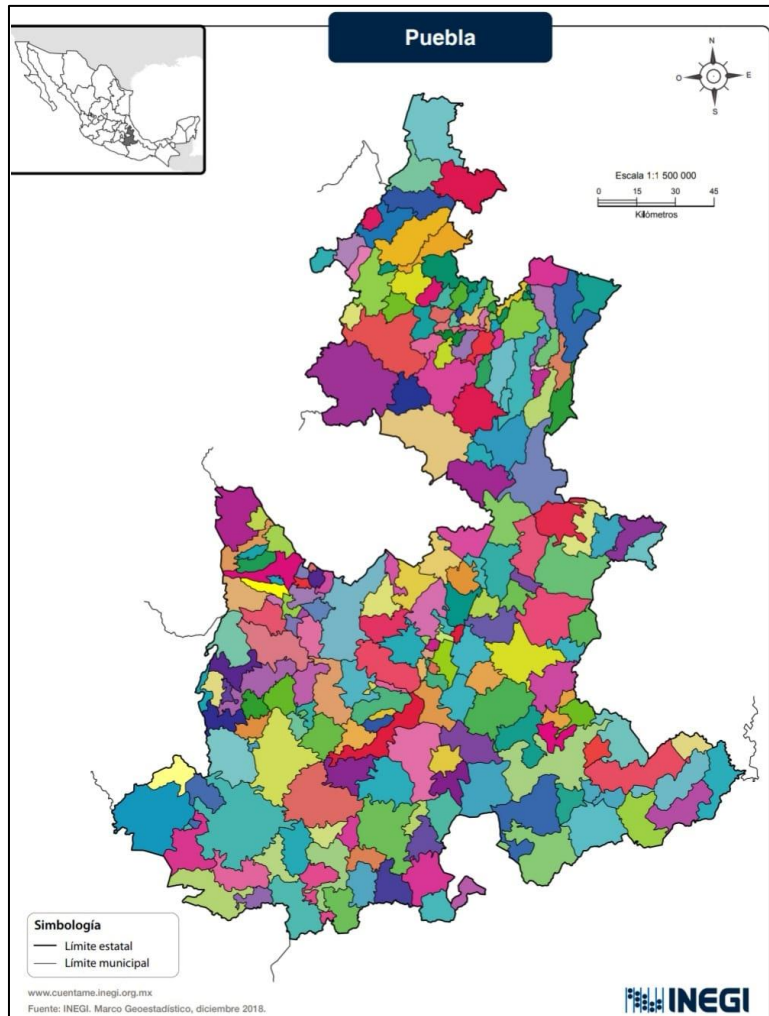 Puebla
N
O
E
S
Escala 1:1 500 000
0 15 30 45
Kilómetros
Simbología
Límite estatal
Límite municipal
www.cuentame.inegi.org.mx
Fuente: INEGI. Marco Geoestadístico, diciembre 2018.
INEGI